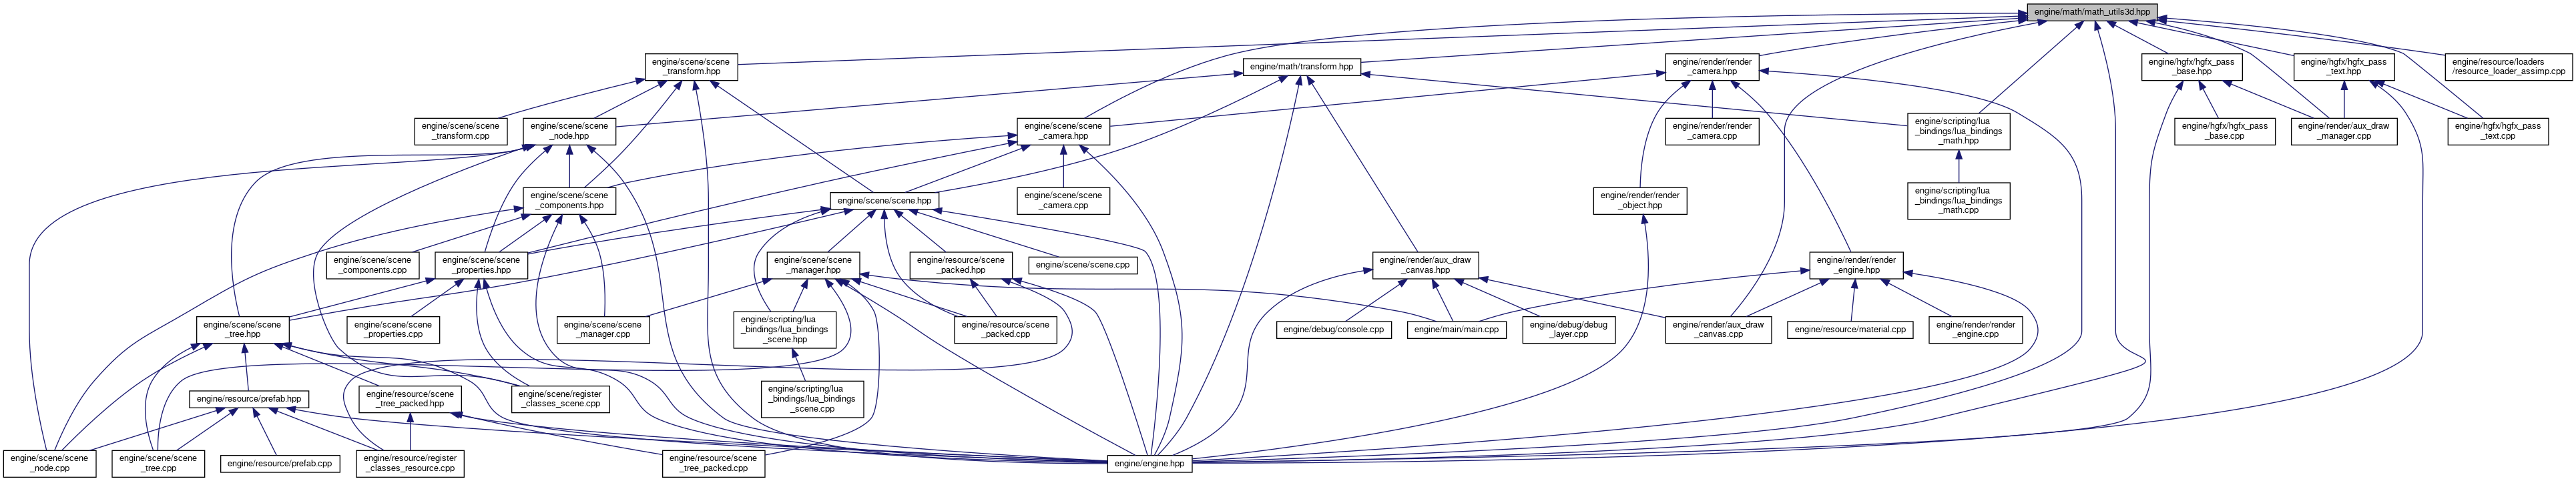 engine/math/math_utils3d.hpp
engine/scene/scene
_transform.hpp
engine/math/transform.hpp
engine/render/render
_camera.hpp
engine/hgfx/hgfx_pass
_base.hpp
engine/hgfx/hgfx_pass
_text.hpp
engine/resource/loaders
/resource_loader_assimp.cpp
engine/scene/scene
_transform.cpp
engine/scene/scene
_node.hpp
engine/scene/scene
_camera.hpp
engine/render/render
_camera.cpp
engine/scripting/lua
_bindings/lua_bindings
_math.hpp
engine/hgfx/hgfx_pass
_base.cpp
engine/render/aux_draw
_manager.cpp
engine/hgfx/hgfx_pass
_text.cpp
engine/scene/scene
_components.hpp
engine/scene/scene.hpp
engine/scene/scene
_camera.cpp
engine/render/render
_object.hpp
engine/scripting/lua
_bindings/lua_bindings
_math.cpp
engine/scene/scene
_components.cpp
engine/scene/scene
_properties.hpp
engine/scene/scene
_manager.hpp
engine/resource/scene
_packed.hpp
engine/scene/scene.cpp
engine/render/aux_draw
_canvas.hpp
engine/render/render
_engine.hpp
engine/scene/scene
_tree.hpp
engine/scene/scene
_properties.cpp
engine/scene/scene
_manager.cpp
engine/scripting/lua
_bindings/lua_bindings
_scene.hpp
engine/resource/scene
_packed.cpp
engine/debug/console.cpp
engine/main/main.cpp
engine/debug/debug
_layer.cpp
engine/render/aux_draw
_canvas.cpp
engine/resource/material.cpp
engine/render/render
_engine.cpp
engine/resource/prefab.hpp
engine/resource/scene
_tree_packed.hpp
engine/scene/register
_classes_scene.cpp
engine/scripting/lua
_bindings/lua_bindings
_scene.cpp
engine/scene/scene
_node.cpp
engine/scene/scene
_tree.cpp
engine/resource/prefab.cpp
engine/resource/register
_classes_resource.cpp
engine/resource/scene
_tree_packed.cpp
engine/engine.hpp